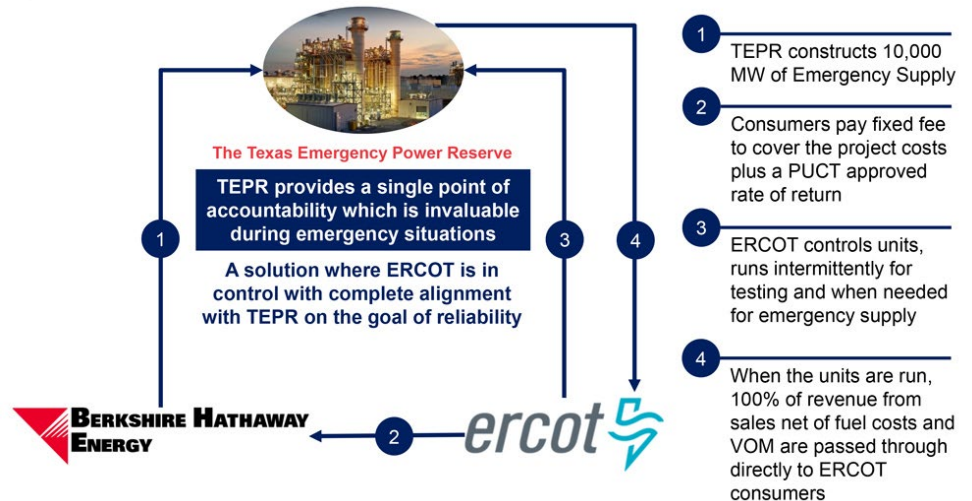 The Texas Emergency Power Reserve
TEPR provides a single point of
accountability which is invaluable
during emergency situations
A solution where ERCOT is in
control with complete alignment
with TEPR on the goal of reliability
1
3
4
BERKSHIRE HATHAWAY
ENERGY
2
ercot
1
TEPR constructs 10,000
MW of Emergency Supply
2
Consumers pay fixed fee
to cover the project costs
plus a PUCT approved
rate of return
3
ERCOT controls units,
runs intermittently for
testing and when needed
for emergency supply
4
When the units are run,
100% of revenue from
sales net of fuel costs and
VOM are passed through
directly to ERCOT
consumers